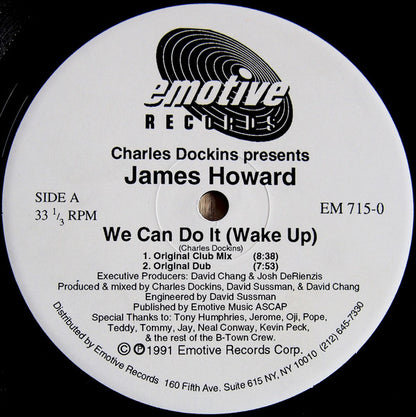 emotive
RECORDS
Charles Dockins presents
James Howard
SIDE A
33 1/3 RPM
EM 715-0
We Can Do It (Wake Up)
(Charles Dockins)
1. Original Club Mix (8:38)
2. Original Dub (7:53)
Executive Producers: David Chang & Josh DeRienzis
Produced & mixed by Charles Dockins, David Sussman, & David Chang
Engineered by David Sussman
Published by Emotive Music ASCAP
Special Thanks to: Tony Humphries, Jerome, Oji, Pope,
Teddy, Tommy, Jay, Neal Conway, Kevin Peck,
& the rest of the B-Town Crew.
© ℗ 1991 Emotive Records Corp.
Distributed by Emotive Records 160 Fifth Ave. Suite 615 NY, NY 10010 (212) 645-7330